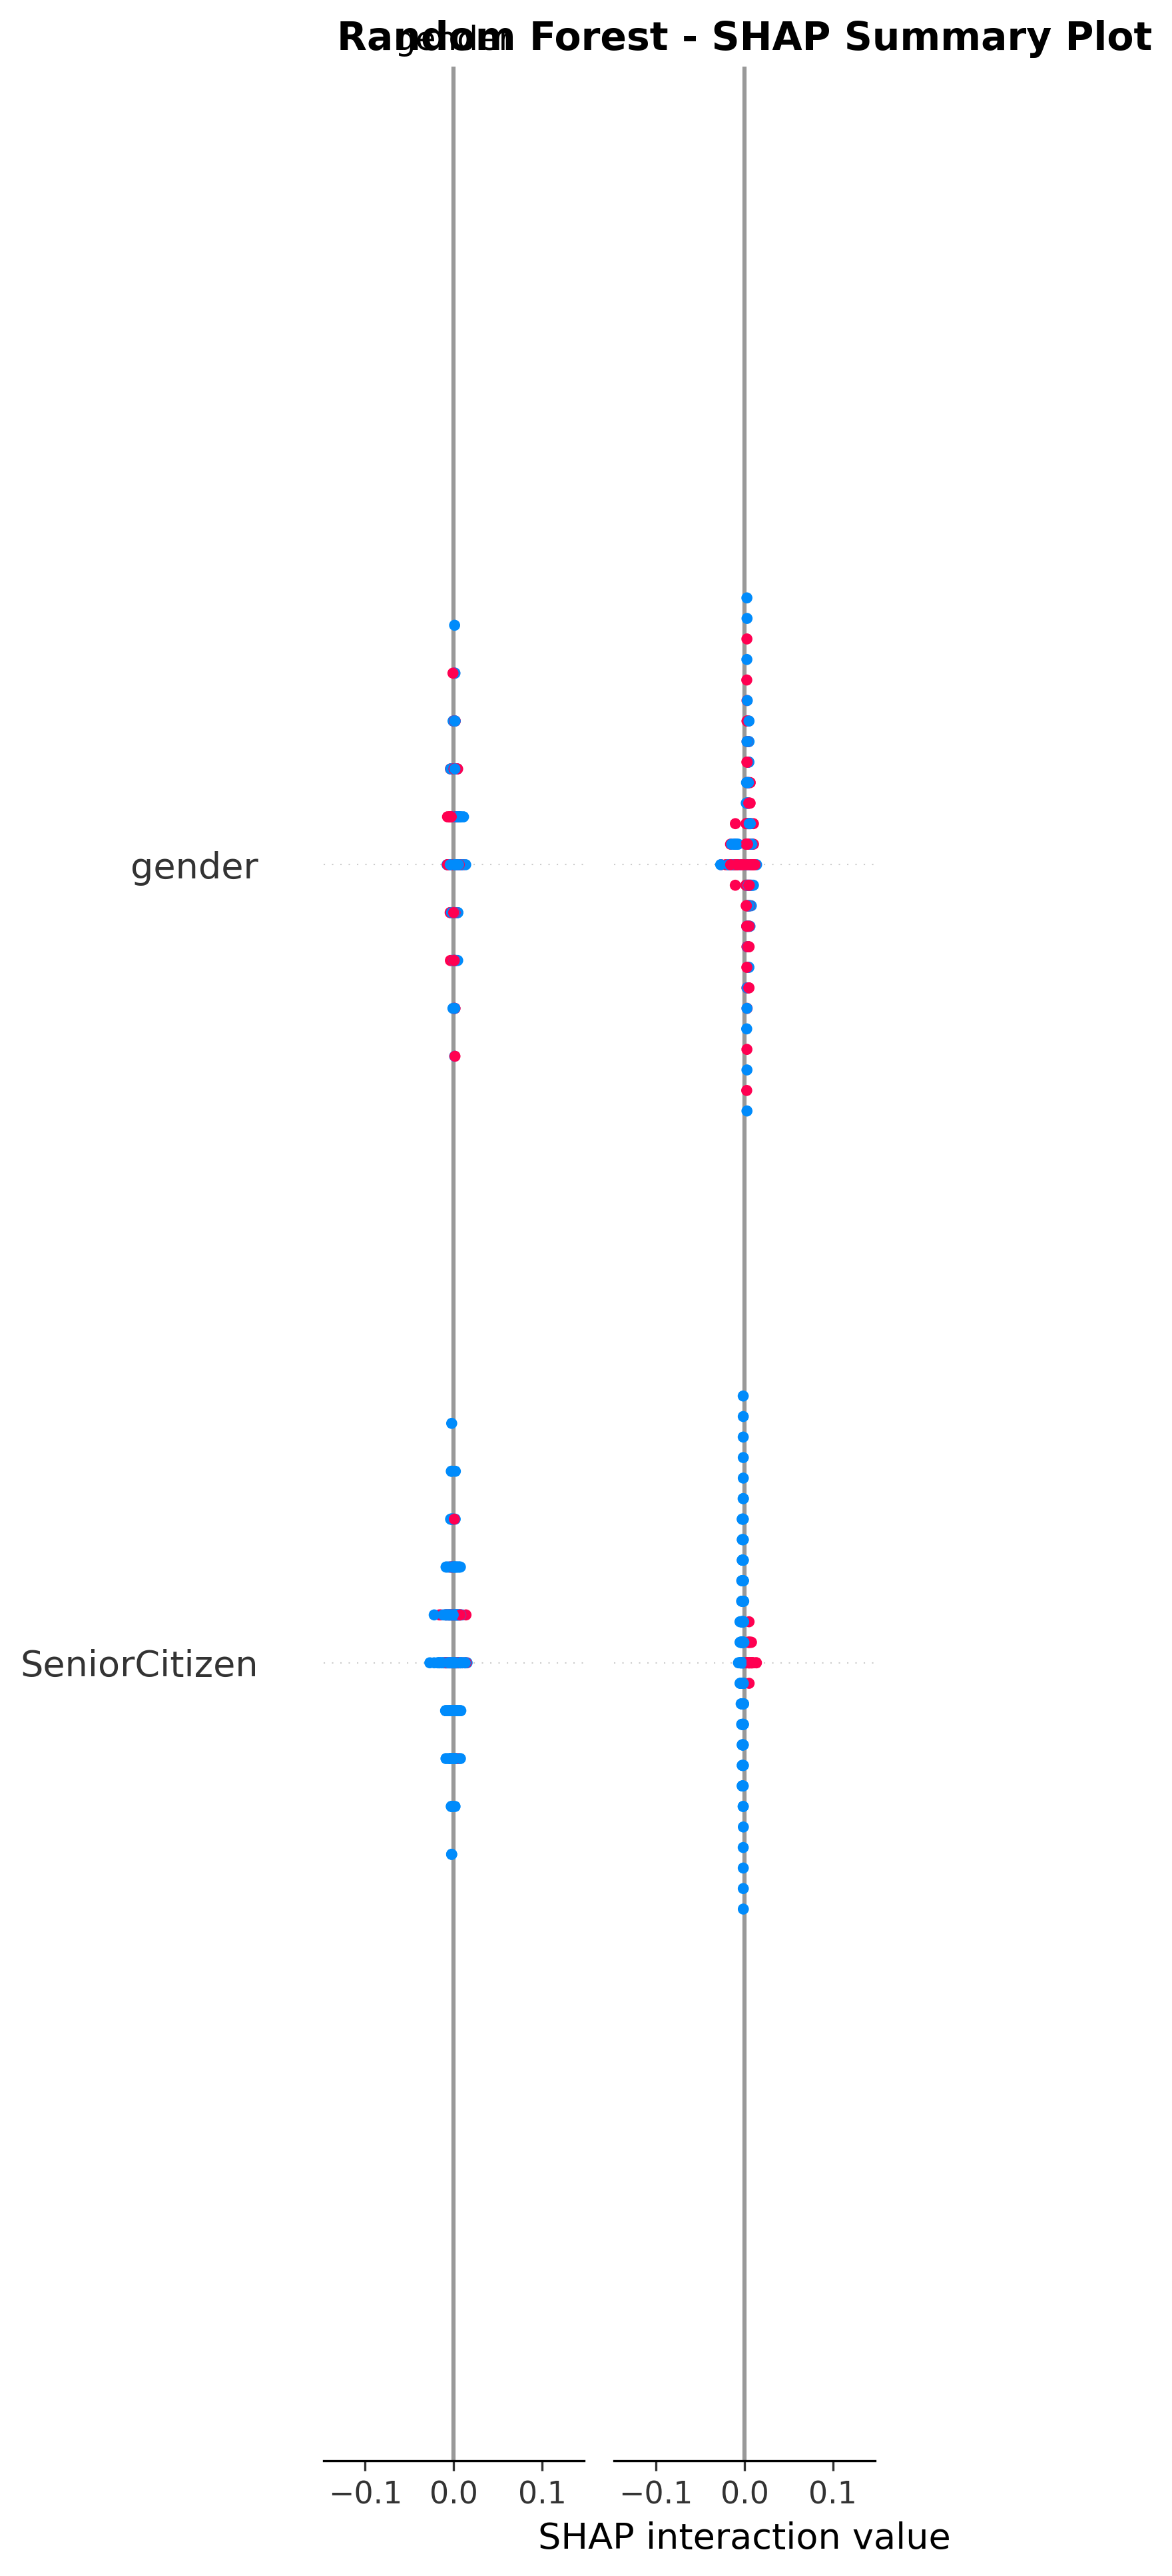 gender
Random Forest - SHAP Summary Plot
gender
SeniorCitizen
−0.1 0.0 0.1 −0.1 0.0 0.1
SHAP interaction value